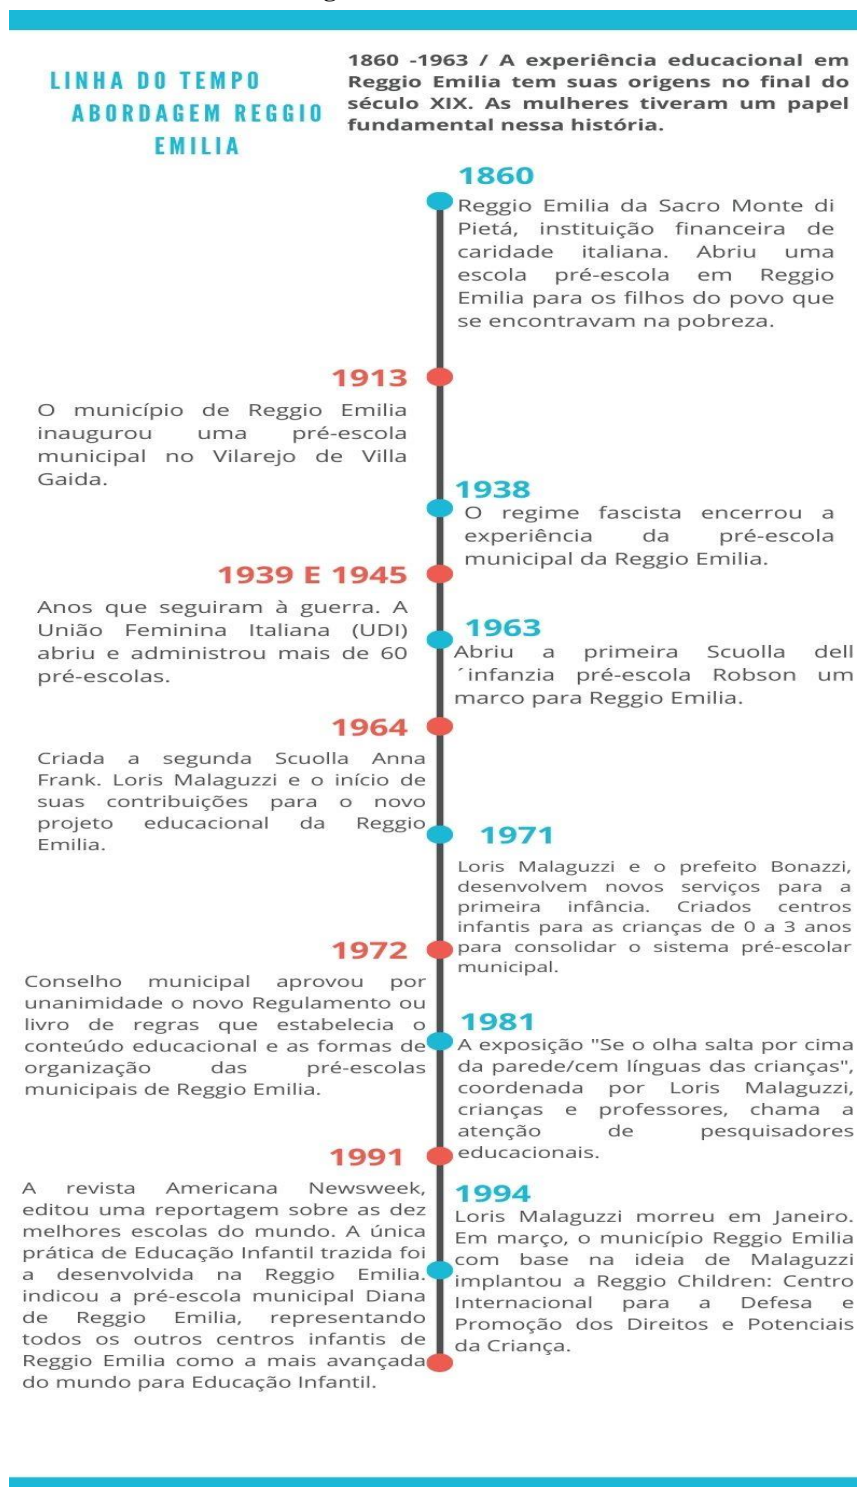 LINHA DO TEMPO
ABORDAGEM REGGIO
EMILIA
1860 -1963 / A experiência educacional em
Reggio Emilia tem suas origens no final do
século XIX. As mulheres tiveram um papel
fundamental nessa história.
1860
Reggio Emilia da Sacro Monte di
Pietá, instituição financeira de
caridade italiana. Abriu uma
escola pré-escola em Reggio
Emilia para os filhos do povo que
se encontravam na pobreza.
1913
O município de Reggio Emilia
inaugurou uma pré-escola
municipal no Vilarejo de Villa
Gaida.
1938
O regime fascista encerrou a
experiência da pré-escola
municipal da Reggio Emilia.
1939 E 1945
Anos que seguiram à guerra. A
União Feminina Italiana (UDI)
abriu e administrou mais de 60
pré-escolas.
1963
Abriu a primeira Scuolla dell
´infanzia pré-escola Robson um
marco para Reggio Emilia.
1964
Criada a segunda Scuolla Anna
Frank. Loris Malaguzzi e o início de
suas contribuições para o novo
projeto educacional da Reggio
Emilia.
1971
Loris Malaguzzi e o prefeito Bonazzi,
desenvolvem novos serviços para a
primeira infância. Criados centros
infantis para as crianças de 0 a 3 anos
para consolidar o sistema pré-escolar
municipal.
1972
Conselho municipal aprovou por
unanimidade o novo Regulamento ou
livro de regras que estabelecia o
conteúdo educacional e as formas de
organização das pré-escolas
municipais de Reggio Emilia.
1981
A exposição "Se o olha salta por cima
da parede/cem línguas das crianças",
coordenada por Loris Malaguzzi,
crianças e professores, chama a
atenção de pesquisadores
educacionais.
1991
A revista Americana Newsweek,
editou uma reportagem sobre as dez
melhores escolas do mundo. A única
prática de Educação Infantil trazida foi
a desenvolvida na Reggio Emilia.
indicou a pré-escola municipal Diana
de Reggio Emilia, representando
todos os outros centros infantis de
Reggio Emilia como a mais avançada
do mundo para Educação Infantil.
1994
Loris Malaguzzi morreu em Janeiro.
Em março, o município Reggio Emilia
com base na ideia de Malaguzzi
implantou a Reggio Children: Centro
Internacional para a Defesa e
Promoção dos Direitos e Potenciais
da Criança.